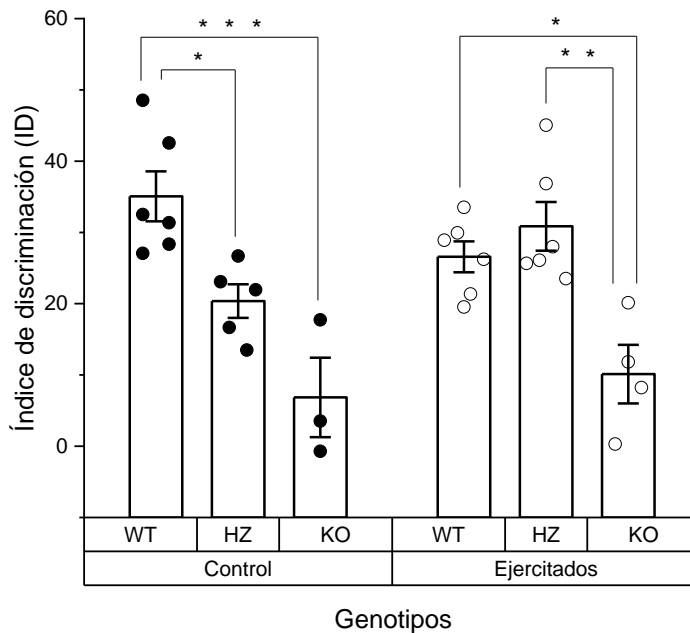 60
* * *
*
*
* *
40
20
0
Índice de discriminación (ID)
WT HZ KO WT HZ KO
Control Ejercitados
Genotipos